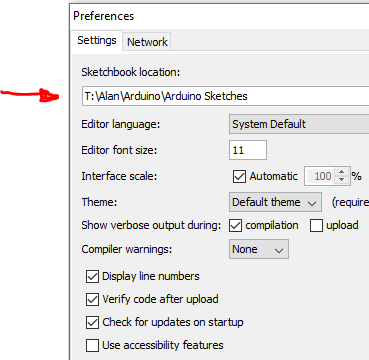 Preferences
Settings Network
Sketchbook location:
T:\Alan\Arduino\Arduino Sketches
Editor language: System Default
Editor font size: 11
Interface scale: Automatic 100 %
Theme: Default theme (require
Show verbose output during: compilation upload
Compiler warnings: None
Display line numbers
Verify code after upload
Check for updates on startup
Use accessibility features